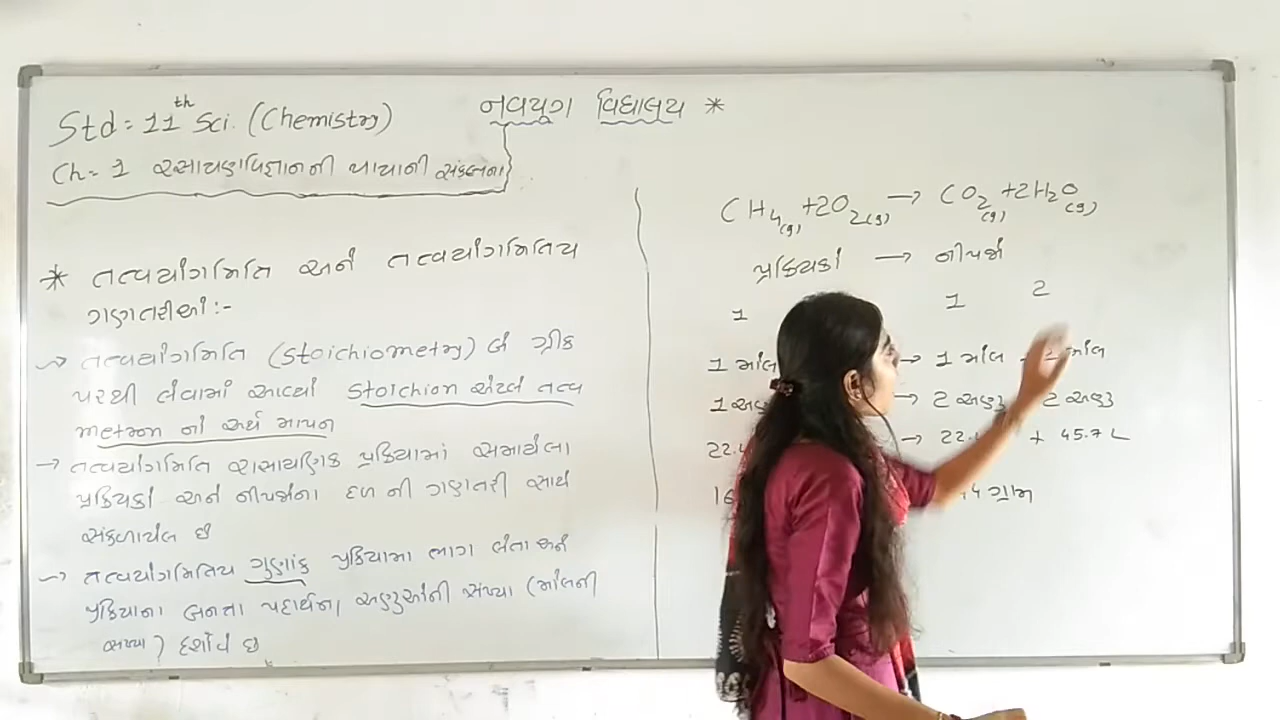 Std = 11th Sci. (Chemistry)
નવયુગ વિદ્યાલય *
Ch = 1 રસાયણવિજ્ઞાનની પાયાની સંકલ્પના
* તત્વયોગમિતિ અને તત્વયોગમિતિય
ગણતરીઓ :-
→ તત્વયોગમિતિ (Stoichiometry) બે ગ્રીક
પરથી લેવામાં આવ્યો Stoichion એટલે તત્વ
metron નો અર્થ માપન
→ તત્વયોગમિતિ રાસાયણિક પ્રક્રિયામાં સમાયેલા
પ્રક્રિયકો અને નીપજોના દળ ની ગણતરી સાથે
સંકળાયેલ છે
→ તત્વયોગમિતિય ગુણાંક પ્રક્રિયામા ભાગ લેતા અને
પ્રક્રિયાના બનતા પદાર્થના અણુઓની સંખ્યા (મોલની
સંખ્યા) દર્શાવે છે
CH4(g) + 2O2(g) → CO2(g) + 2H2O(g)
પ્રક્રિયકો → નીપજો
1 1 2
1 મોલ → 1 મોલ + 2 મોલ
1 અણુ → 2 અણુ 2 અણુ
22.4 → 22. + 45.7 L
16 44 ગ્રામ